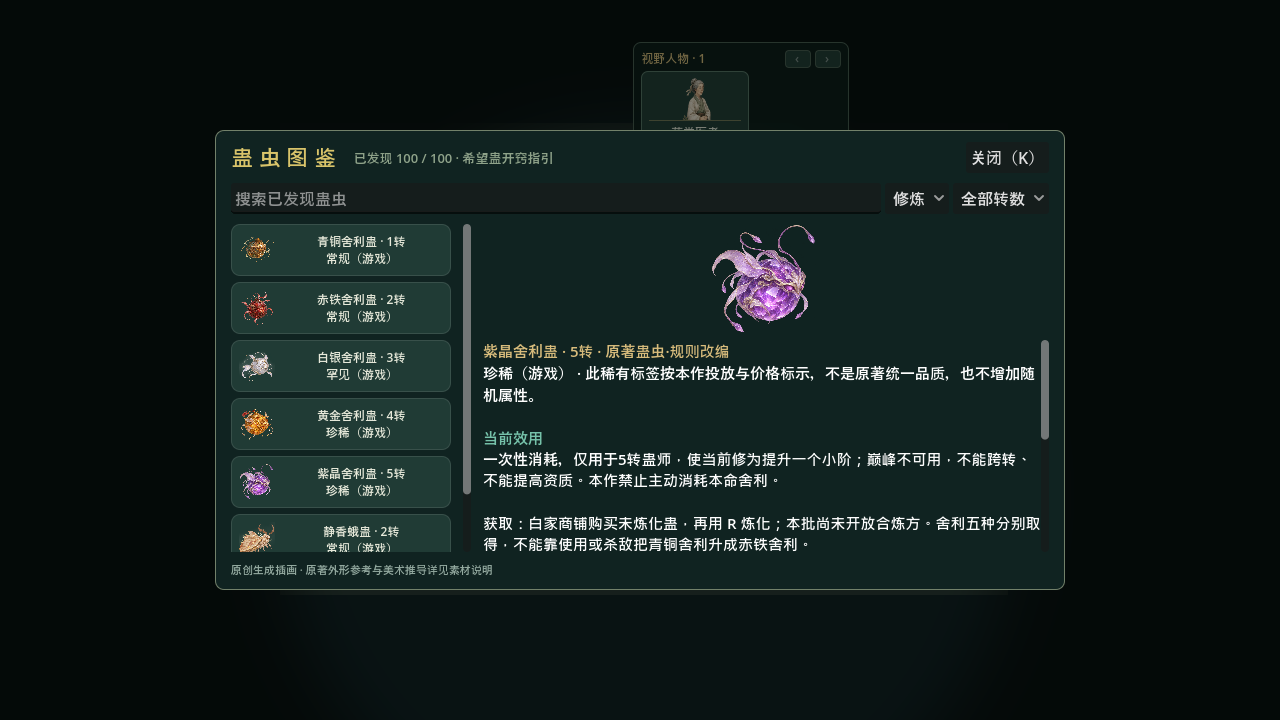 视野人物 · 1
‹ ›
蛊虫图鉴
已发现 100 / 100 · 希望蛊开窍指引
关闭（K）
搜索已发现蛊虫
修炼
全部转数
青铜舍利蛊 · 1转
常规（游戏）
赤铁舍利蛊 · 2转
常规（游戏）
白银舍利蛊 · 3转
罕见（游戏）
黄金舍利蛊 · 4转
珍稀（游戏）
紫晶舍利蛊 · 5转
珍稀（游戏）
静香蛾蛊 · 2转
常规（游戏）
紫晶舍利蛊 · 5转 · 原著蛊虫·规则改编
珍稀（游戏）· 此稀有标签按本作投放与价格标示，不是原著统一品质，也不增加随
机属性。
当前效用
一次性消耗，仅用于5转蛊师，使当前修为提升一个小阶；巅峰不可用，不能跨转、
不能提高资质。本作禁止主动消耗本命舍利。
获取：白家商铺购买未炼化蛊，再用 R 炼化；本批尚未开放合炼方。舍利五种分别取
得，不能靠使用或杀敌把青铜舍利升成赤铁舍利。
原创生成插画 · 原著外形参考与美术推导详见素材说明